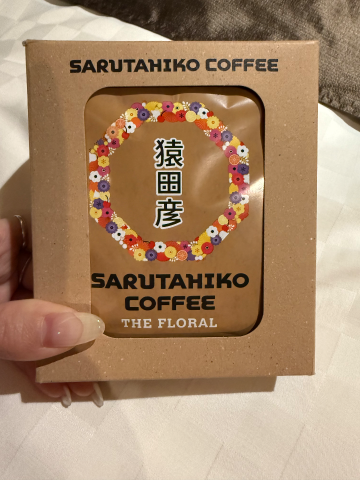 SARUTAHIKO COFFEE
猿田彦
SARUTAHIKO
COFFEE
THE FLORAL